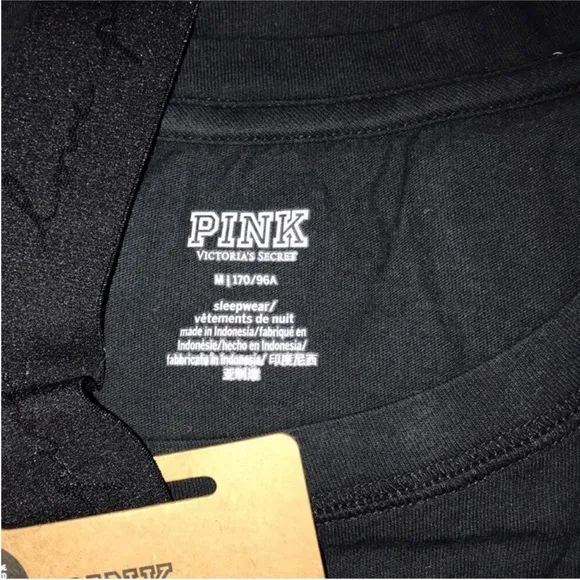 PINK
VICTORIA'S SECRET
M | 170/96A
sleepwear/
vêtements de nuit
made in Indonesia/fabriqué en
Indonésie/hecho en Indonesia/
fabbricato in Indonesia/ 印度尼西
亚制造